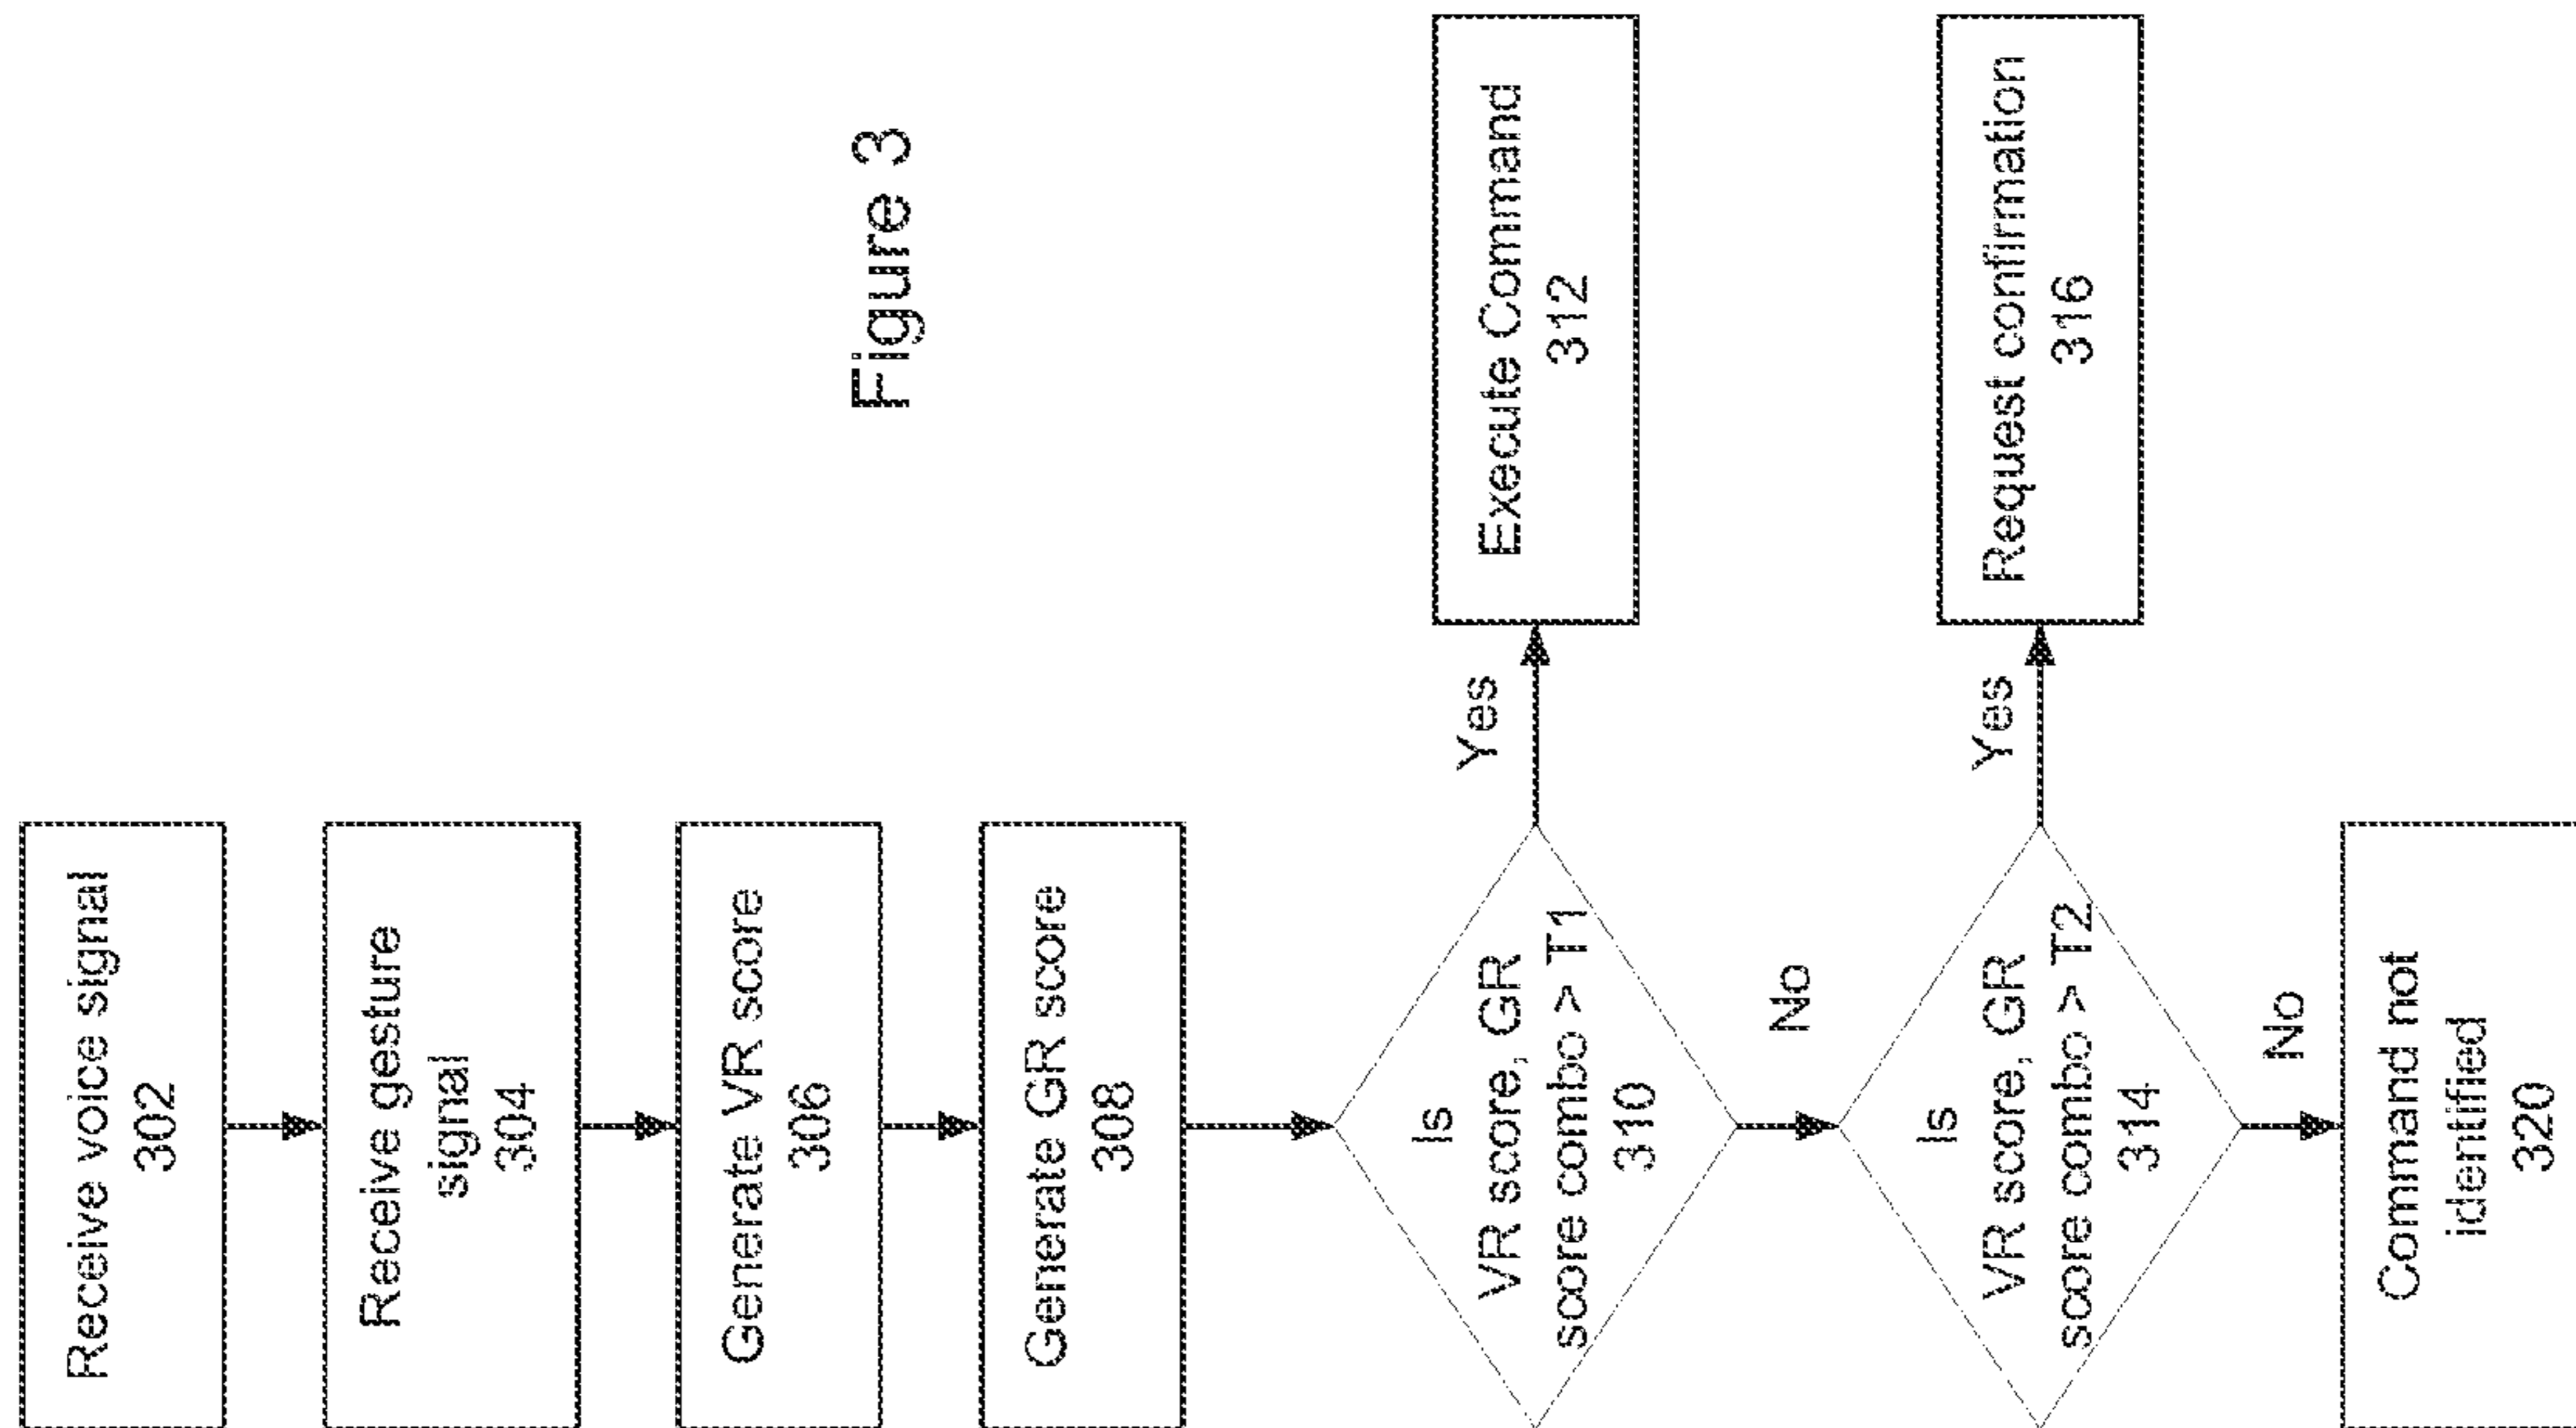 Receive voice signal
302
Receive gesture
signal
304
Generate VR score
306
Generate GR score
308
Is
VR score, GR
score combo > T1
310
Yes
Execute Command
312
No
Is
VR score, GR
score combo > T2
314
Yes
Request confirmation
316
No
Command not
identified
320
Figure 3